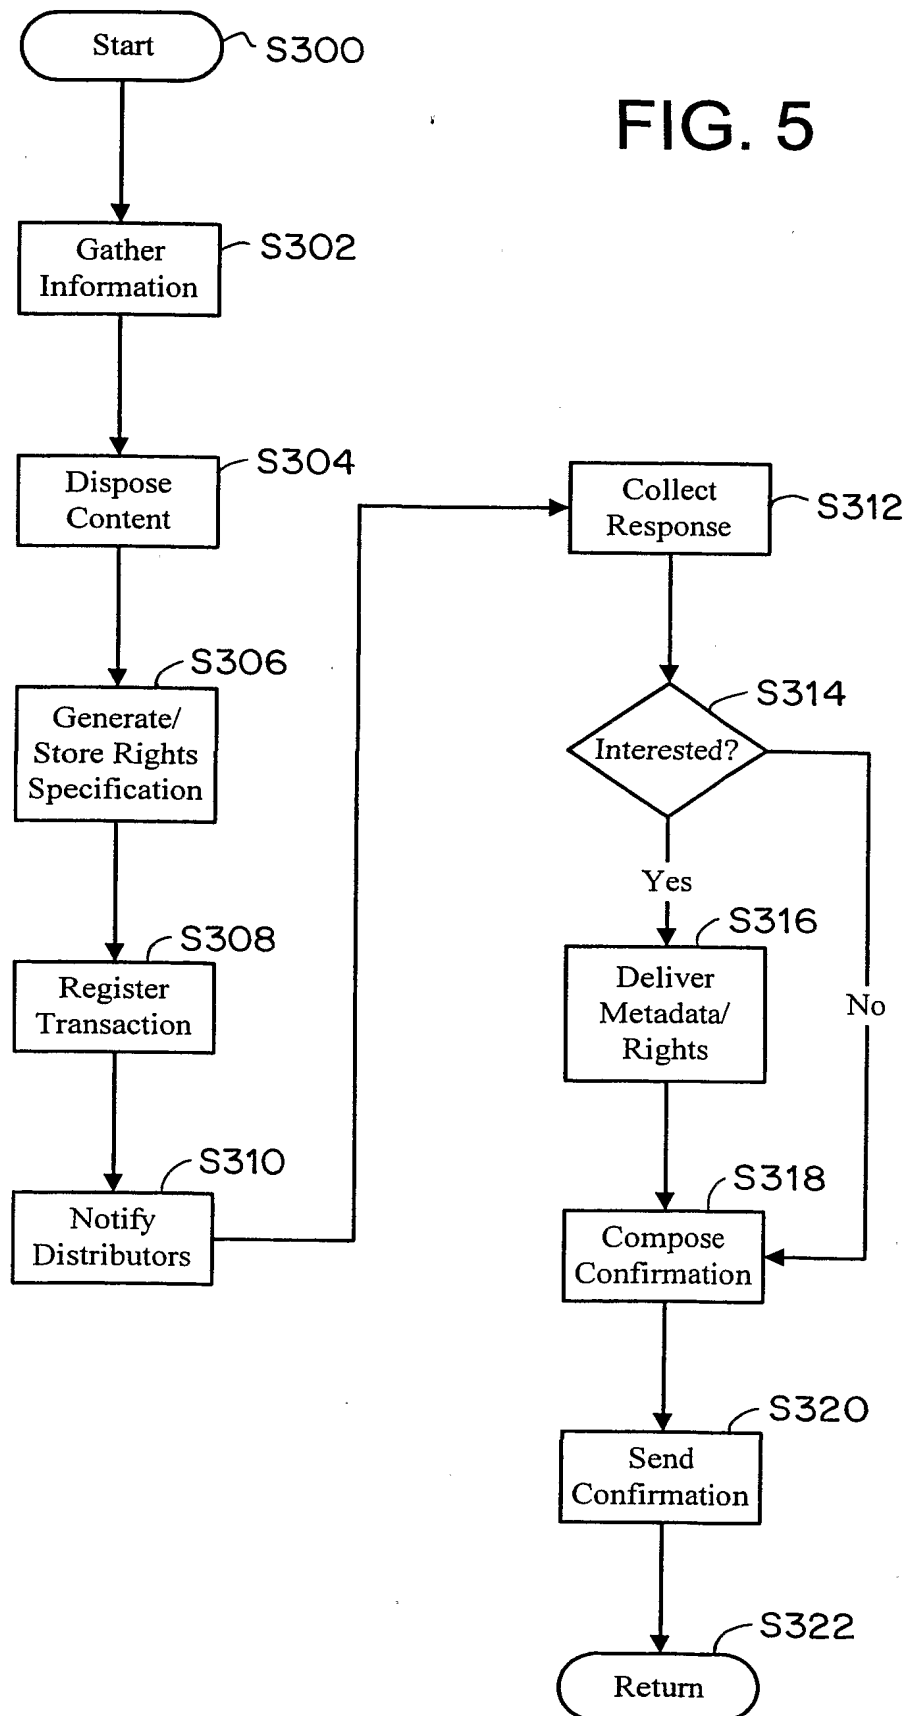 Start
S300
FIG. 5
Gather
Information
S302
Dispose
Content
S304
Generate/
Store Rights
Specification
S306
Register
Transaction
S308
Notify
Distributors
S310
Collect
Response
S312
Interested?
S314
Yes
No
Deliver
Metadata/
Rights
S316
Compose
Confirmation
S318
Send
Confirmation
S320
Return
S322